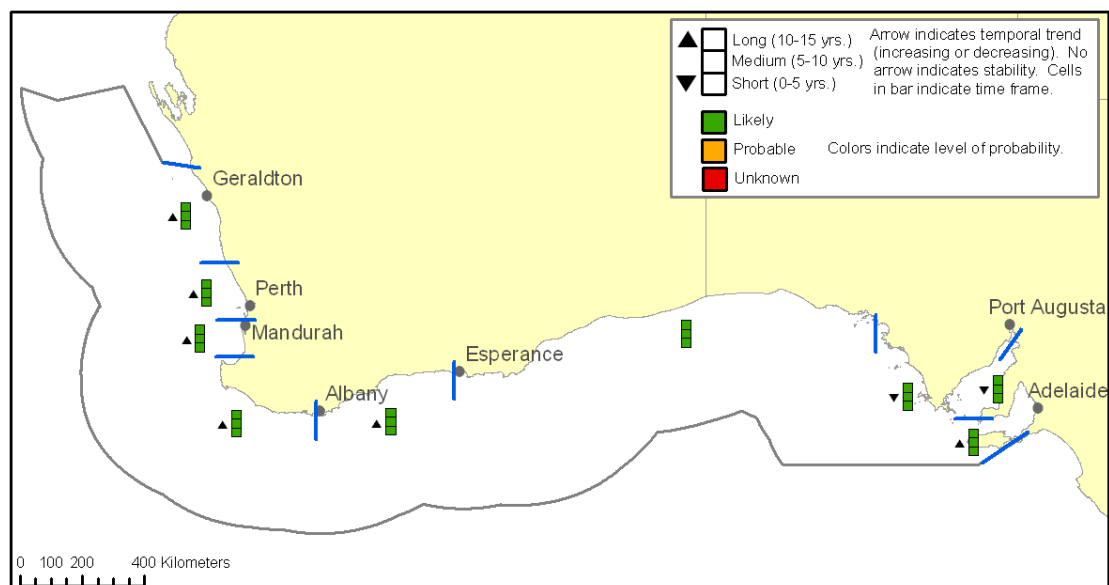 Long (10-15 yrs.)
Medium (5-10 yrs.)
Short (0-5 yrs.)
Arrow indicates temporal trend
(increasing or decreasing). No
arrow indicates stability. Cells
in bar indicate time frame.
Likely
Probable
Unknown
Colors indicate level of probability.
Geraldton
Perth
Mandurah
Albany
Esperance
Port Augusta
Adelaide
0 100 200 400 Kilometers